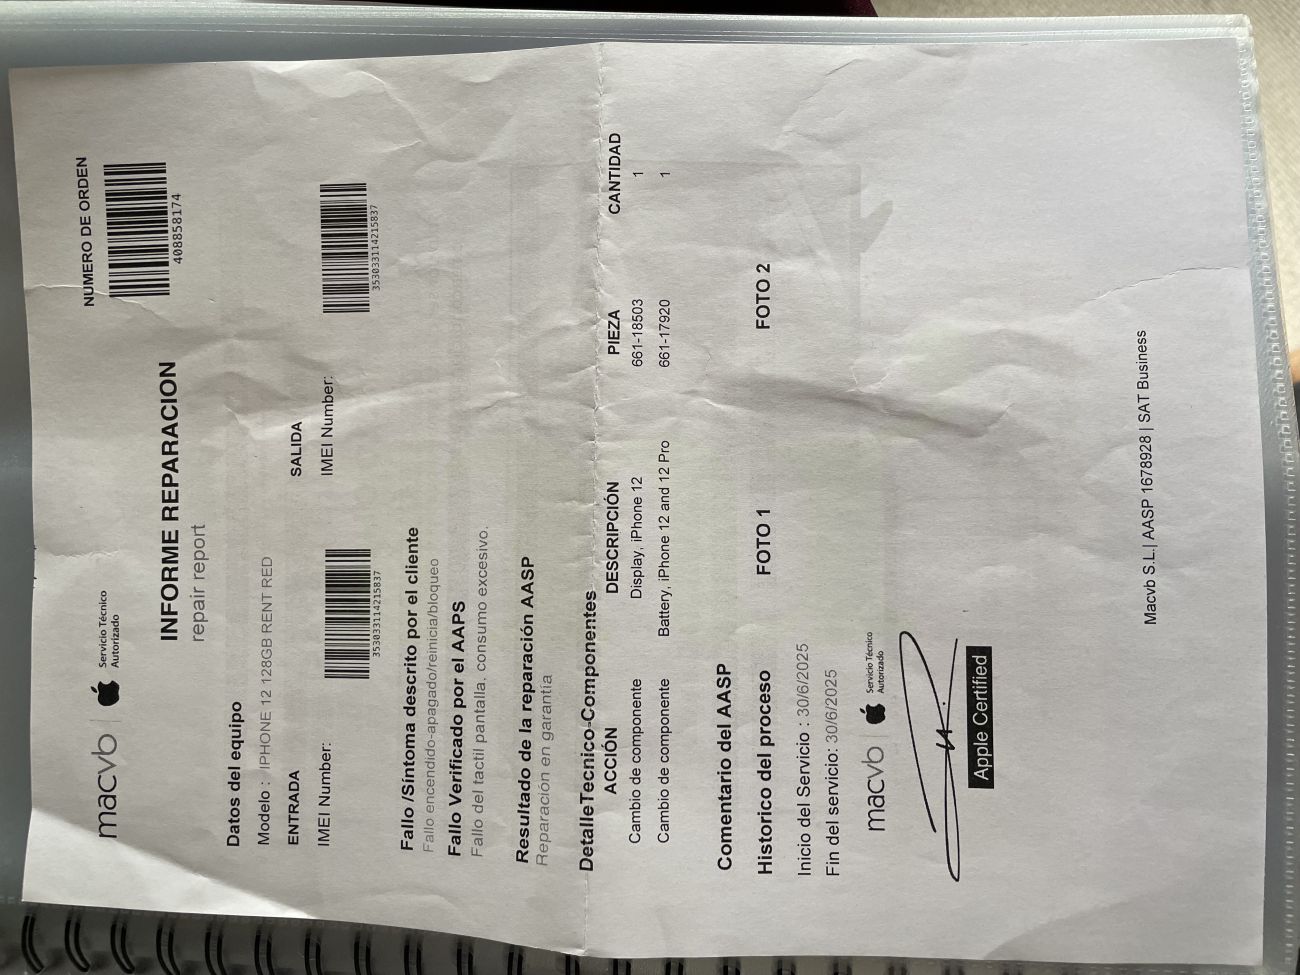 macvb | Servicio Técnico
Autorizado
NUMERO DE ORDEN
408858174
INFORME REPARACION
repair report
Datos del equipo
Modelo : IPHONE 12 128GB RENT RED
ENTRADA SALIDA
IMEI Number: IMEI Number:
353033114215837 353033114215837
Fallo /Síntoma descrito por el cliente
Fallo encendido-apagado/reinicia/bloqueo
Fallo Verificado por el AAPS
Fallo del tactil pantalla. consumo excesivo.
Resultado de la reparación AASP
Reparación en garantía
DetalleTecnico-Componentes
ACCIÓN DESCRIPCIÓN PIEZA CANTIDAD
Cambio de componente Display, iPhone 12 661-18503 1
Cambio de componente Battery, iPhone 12 and 12 Pro 661-17920 1
Comentario del AASP
Historico del proceso FOTO 1 FOTO 2
Inicio del Servicio : 30/6/2025
Fin del servicio: 30/6/2025
macvb | Servicio Técnico
Autorizado
Apple Certified
Macvb S.L.| AASP 1678928 | SAT Business